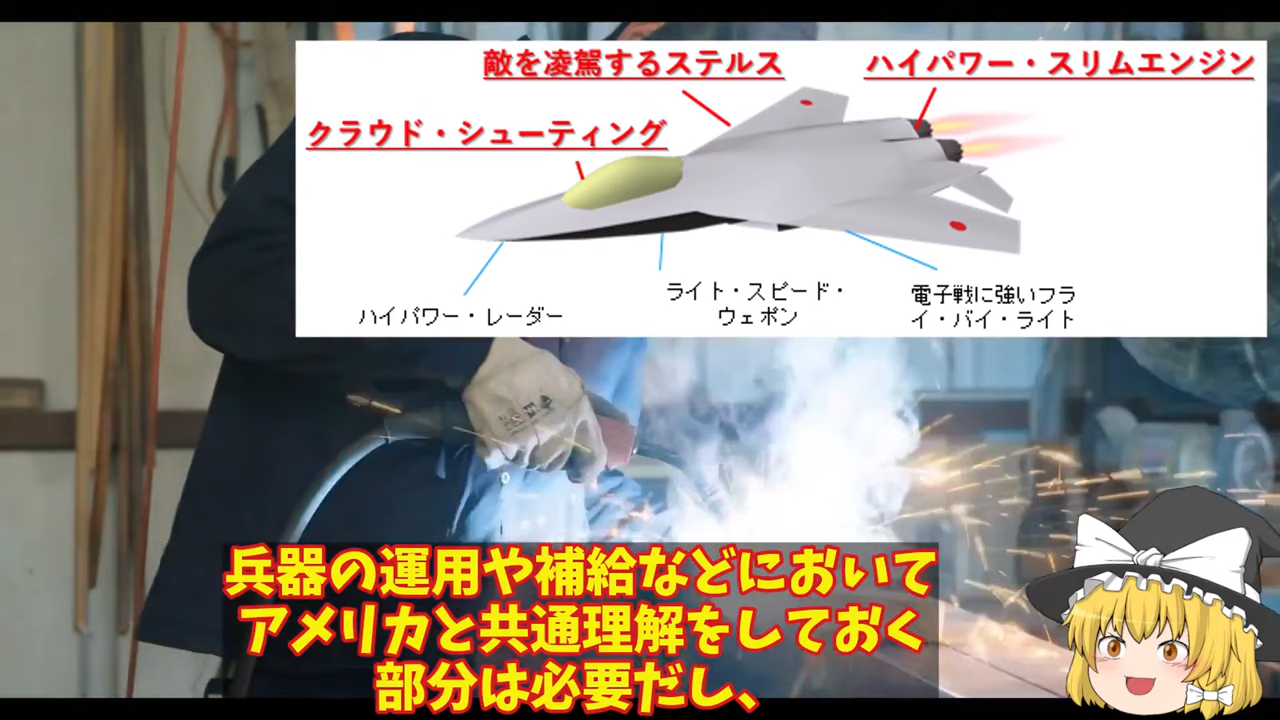 敵を凌駕するステルス
ハイパワー・スリムエンジン
クラウド・シューティング
ハイパワー・レーダー
ライト・スピード・
ウェポン
電子戦に強いフラ
イ・バイ・ライト
兵器の運用や補給などにおいて
アメリカと共通理解をしておく
部分は必要だし、